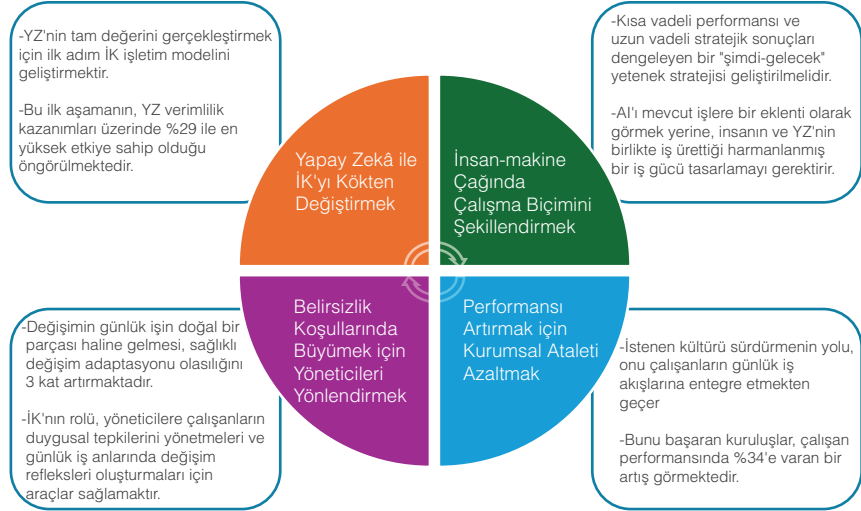 -YZ'nin tam değerini gerçekleştirmek
için ilk adım İK işletim modelini
geliştirmektir.
-Bu ilk aşamanın, YZ verimlilik
kazanımları üzerinde %29 ile en
yüksek etkiye sahip olduğu
öngörülmektedir.
-Kısa vadeli performansı ve
uzun vadeli stratejik sonuçları
dengeleyen bir "şimdi-gelecek"
yetenek stratejisi geliştirilmelidir.
-AI'ı mevcut işlere bir eklenti olarak
görmek yerine, insanın ve YZ'nin
birlikte iş ürettiği harmanlanmış
bir iş gücü tasarlamayı gerektirir.
Yapay Zekâ ile
İK'yı Kökten
Değiştirmek
İnsan-makine
Çağında
Çalışma Biçimini
Şekillendirmek
Belirsizlik
Koşullarında
Büyümek için
Yöneticileri
Yönlendirmek
Performansı
Artırmak için
Kurumsal Ataleti
Azaltmak
-Değişimin günlük işin doğal bir
parçası haline gelmesi, sağlıklı
değişim adaptasyonu olasılığını
3 kat artırmaktadır.
-İK'nın rolü, yöneticilere çalışanların
duygusal tepkilerini yönetmeleri ve
günlük iş anlarında değişim
refleksleri oluşturmaları için
araçlar sağlamaktır.
-İstenen kültürü sürdürmenin yolu,
onu çalışanların günlük iş
akışlarına entegre etmekten
geçer
-Bunu başaran kuruluşlar, çalışan
performansında %34'e varan bir
artış görmektedir.